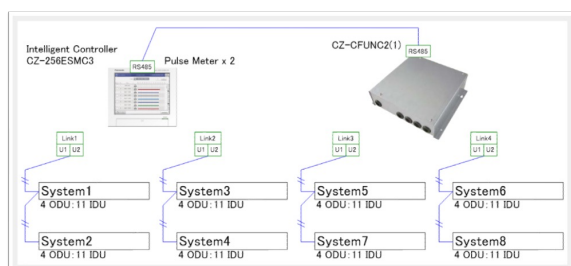 Intelligent Controller
CZ-256ESMC3
RS485
Pulse Meter x 2
CZ-CFUNC2(1)
RS485
Link1
U1 U2
Link2
U1 U2
Link3
U1 U2
Link4
U1 U2
System1
4 ODU:11 IDU
System3
4 ODU:11 IDU
System5
4 ODU:11 IDU
System6
4 ODU:11 IDU
System2
4 ODU:11 IDU
System4
4 ODU:11 IDU
System7
4 ODU:11 IDU
System8
4 ODU:11 IDU